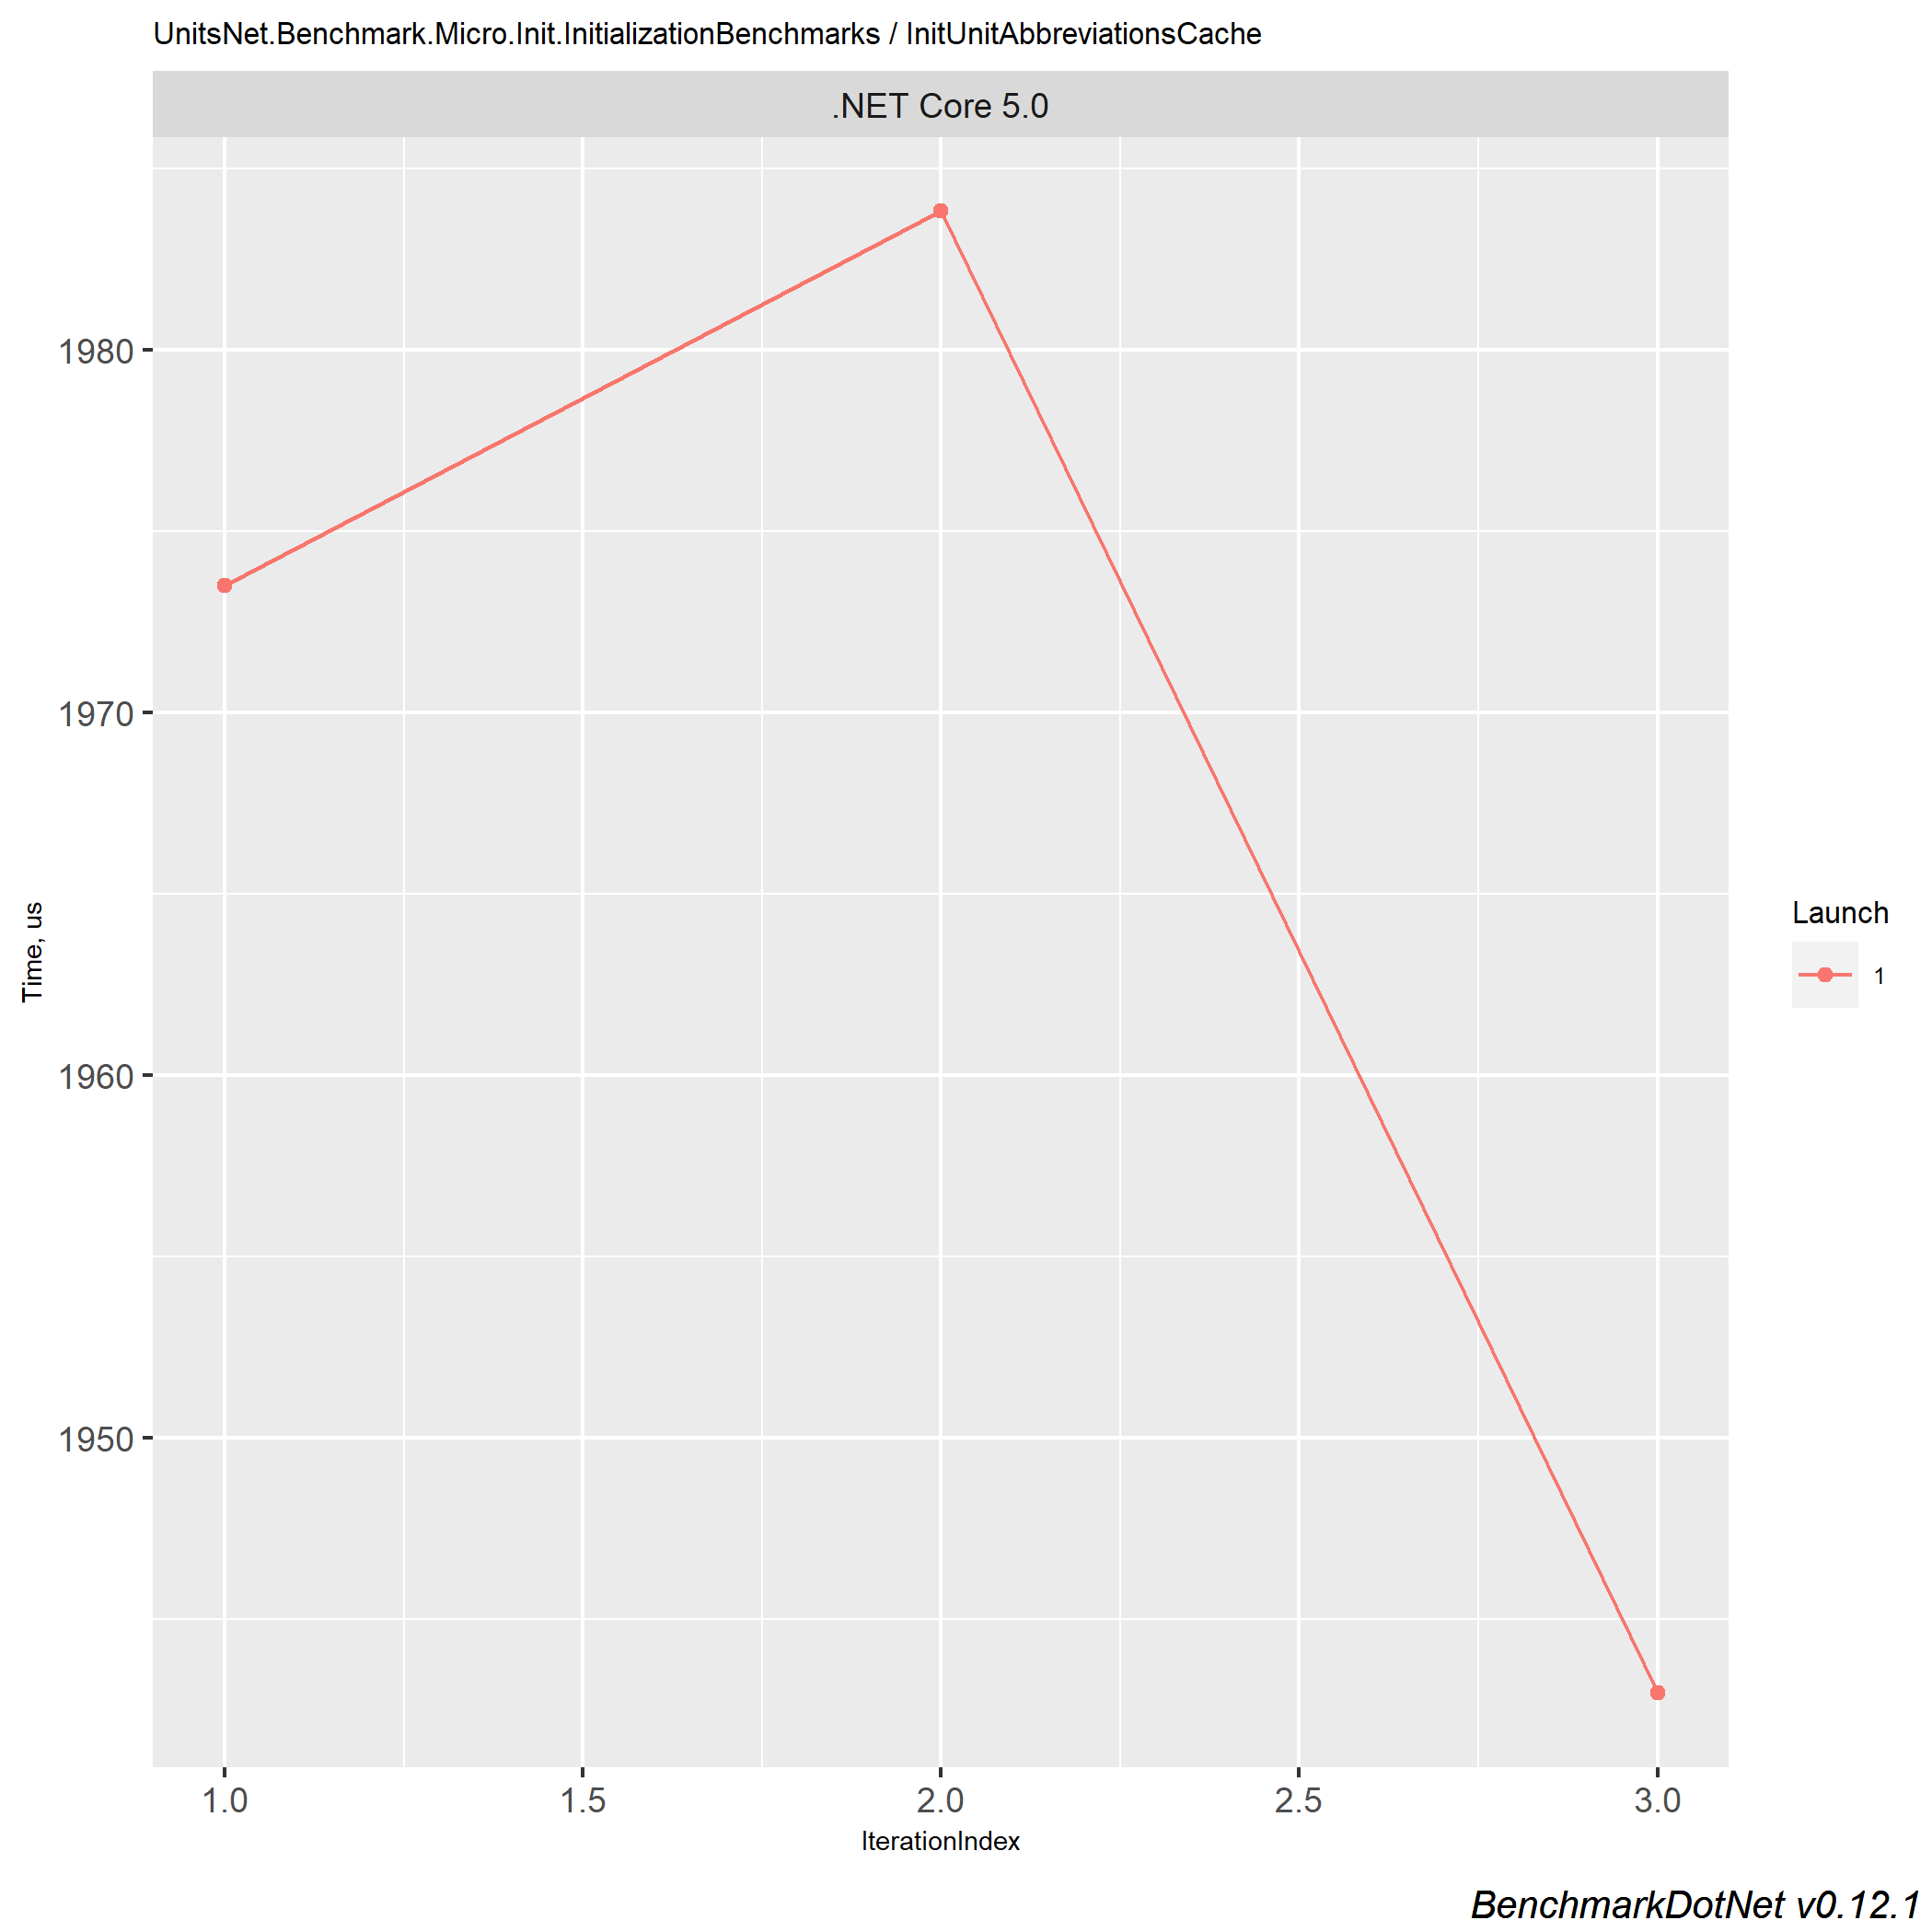 UnitsNet.Benchmark.Micro.Init.InitializationBenchmarks / InitUnitAbbreviationsCache
.NET Core 5.0
1980
1970
1960
1950
Time, us
Launch
1
1.0 1.5 2.0 2.5 3.0
IterationIndex
BenchmarkDotNet v0.12.1